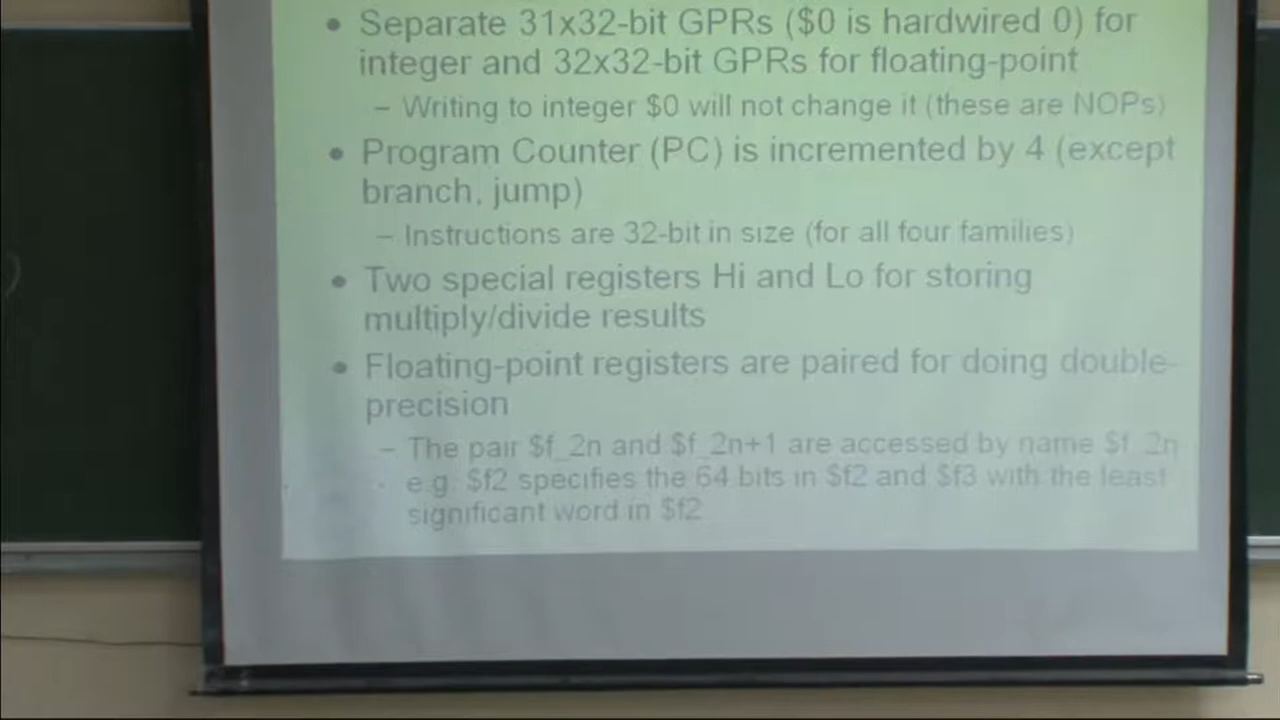 • Separate 31x32-bit GPRs ($0 is hardwired 0) for
integer and 32x32-bit GPRs for floating-point
– Writing to integer $0 will not change it (these are NOPs)
• Program Counter (PC) is incremented by 4 (except
branch, jump)
– Instructions are 32-bit in size (for all four families)
• Two special registers Hi and Lo for storing
multiply/divide results
• Floating-point registers are paired for doing double-
precision
– The pair $f_2n and $f_2n+1 are accessed by name $f_2n
- e.g. $f2 specifies the 64 bits in $f2 and $f3 with the least
significant word in $f2